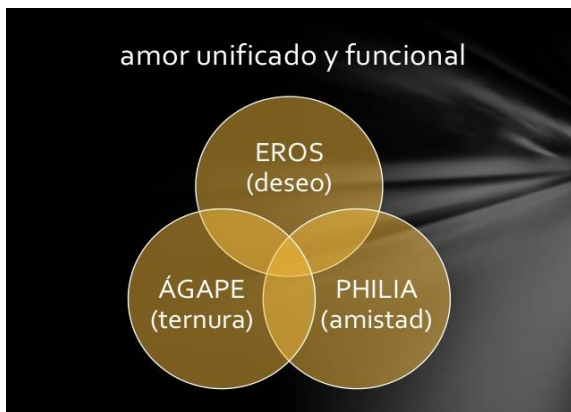 amor unificado y funcional
EROS
(deseo)
ÁGAPE
(ternura)
PHILIA
(amistad)